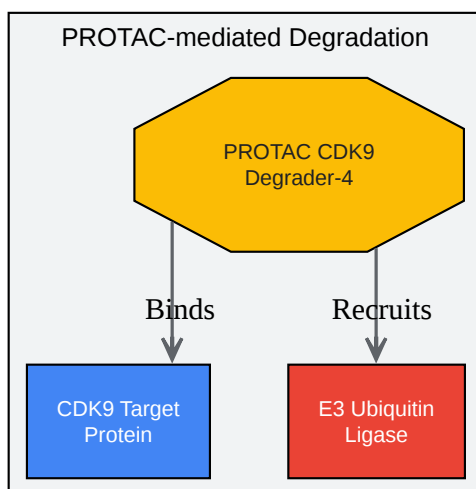 PROTAC-mediated Degradation
PROTAC CDK9
Degrader-4
Binds
Recruits
CDK9 Target
Protein
E3 Ubiquitin
Ligase